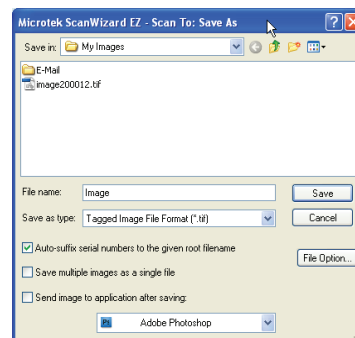 Microtek ScanWizard EZ - Scan To: Save As
Save in: My Images
E-Mail
image200012.tif
File name: Image Save
Save as type: Tagged Image File Format (*.tif) Cancel
Auto-suffix serial numbers to the given root filename
File Option...
Save multiple images as a single file
Send image to application after saving:
Adobe Photoshop